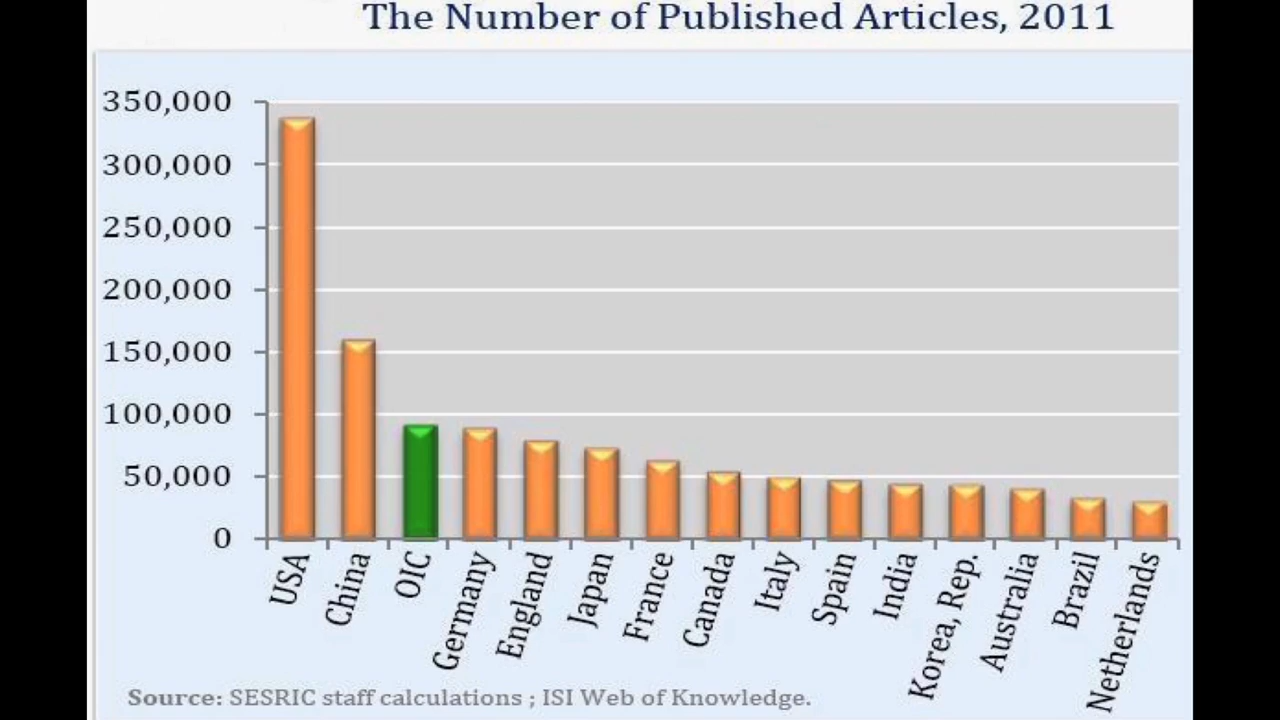 The Number of Published Articles, 2011
350,000
300,000
250,000
200,000
150,000
100,000
50,000
0
USA
China
OIC
Germany
England
Japan
France
Canada
Italy
Spain
India
Korea, Rep.
Australia
Brazil
Netherlands
Source: SESRIC staff calculations ; ISI Web of Knowledge.